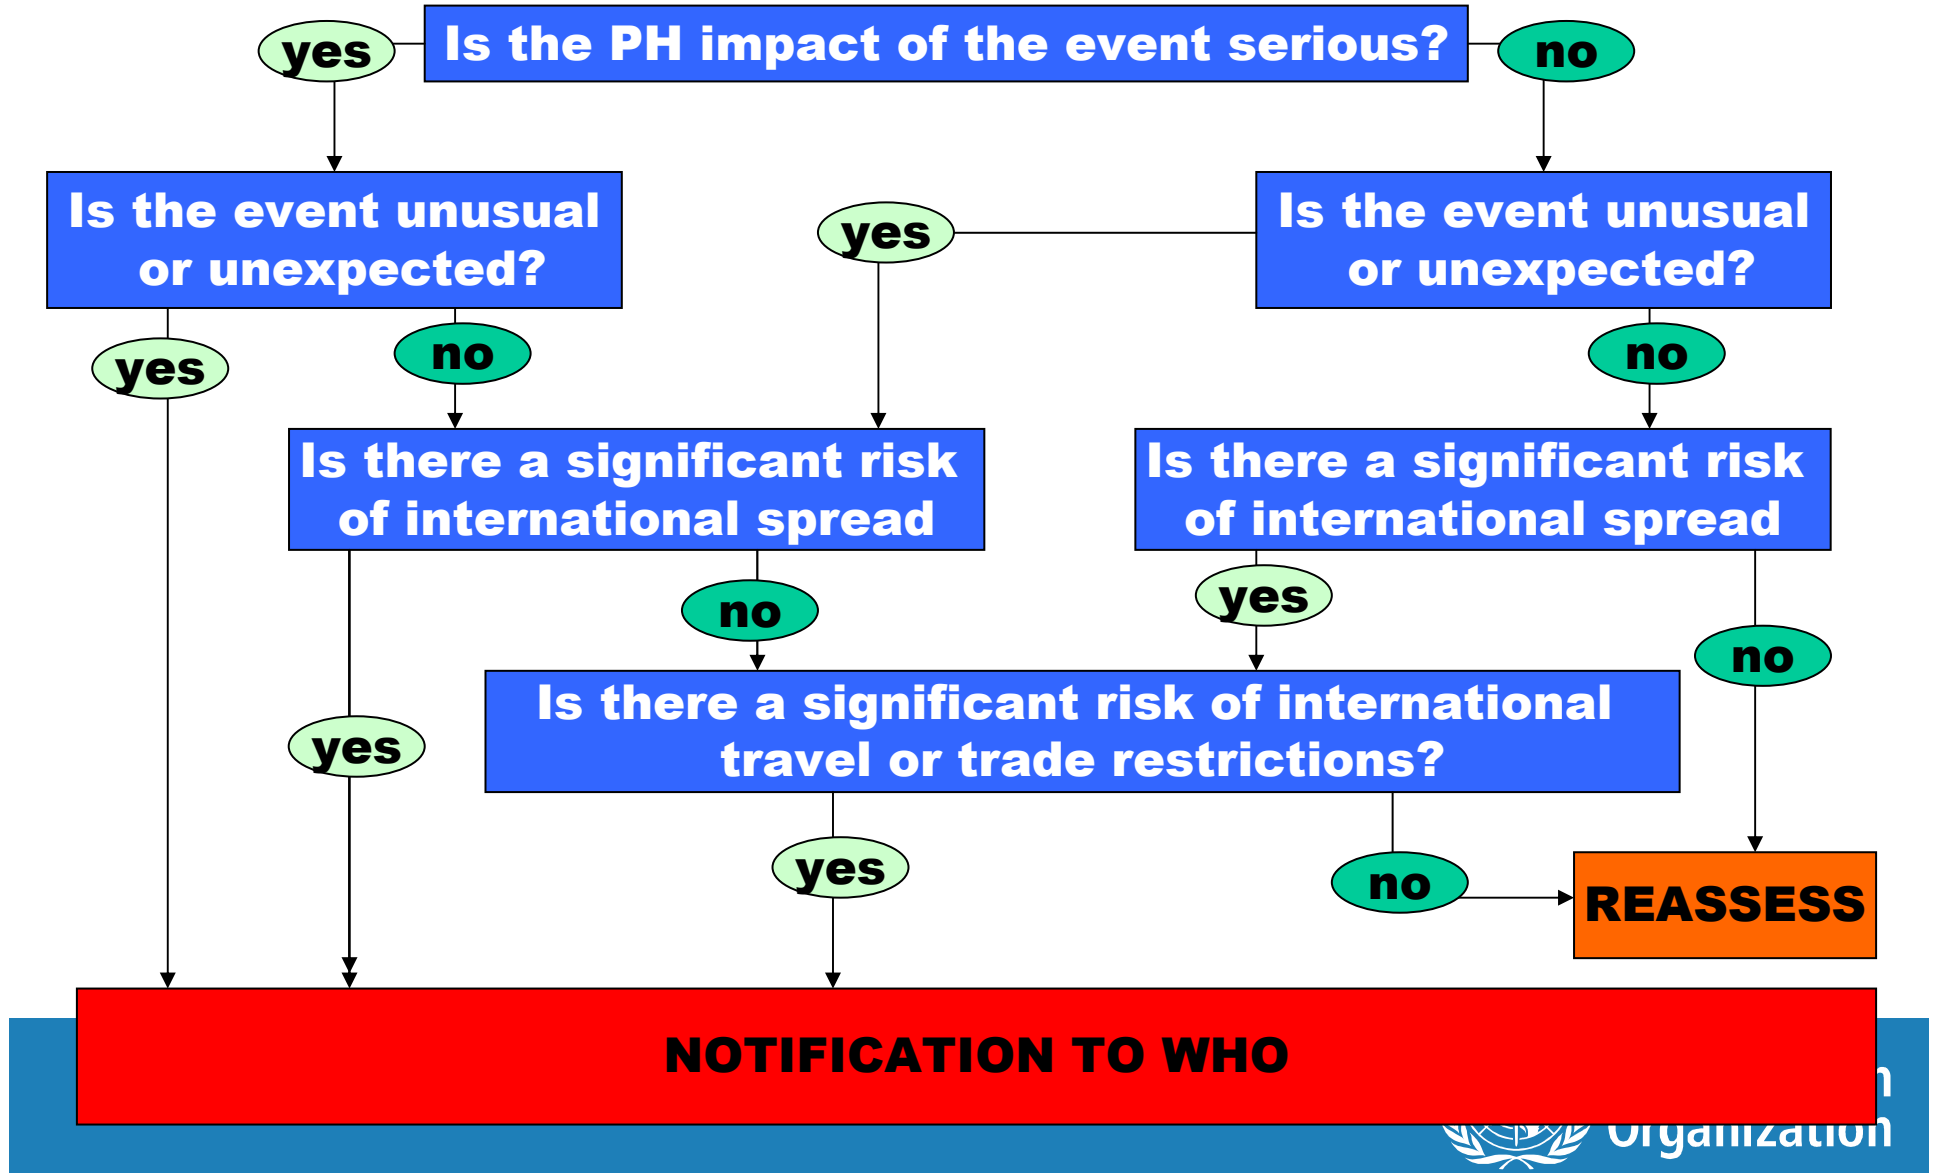 yes
Is the PH impact of the event serious?
no
Is the event unusual
or unexpected?
yes
Is the event unusual
or unexpected?
yes
no
no
Is there a significant risk
of international spread
Is there a significant risk
of international spread
no
yes
no
yes
Is there a significant risk of international
travel or trade restrictions?
yes
no
REASSESS
NOTIFICATION TO WHO
Organization